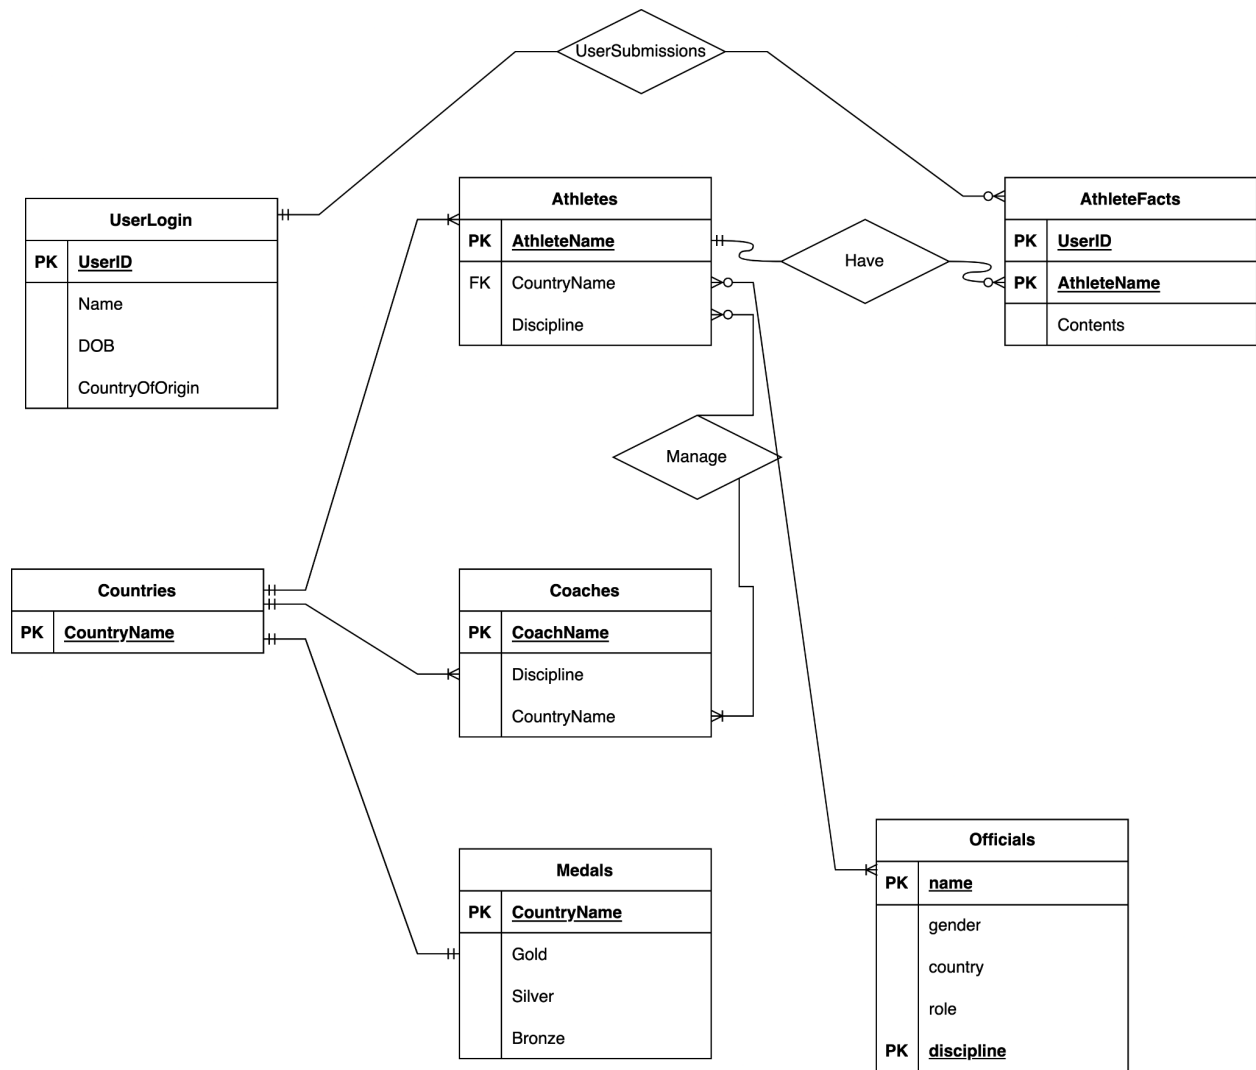 UserSubmissions
UserLogin
PK UserID
Name
DOB
CountryOfOrigin
Athletes
PK AthleteName
FK CountryName
Discipline
Have
AthleteFacts
PK UserID
PK AthleteName
Contents
Manage
Countries
PK CountryName
Coaches
PK CoachName
Discipline
CountryName
Medals
PK CountryName
Gold
Silver
Bronze
Officials
PK name
gender
country
role
PK discipline